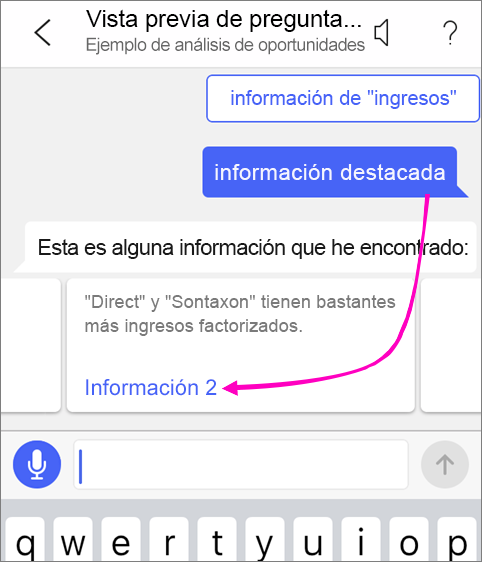 Vista previa de pregunta...
Ejemplo de análisis de oportunidades
?
información de "ingresos"
información destacada
Esta es alguna información que he encontrado:
"Direct" y "Sontaxon" tienen bastantes
más ingresos factorizados.
Información 2
q w e r t y u i o p